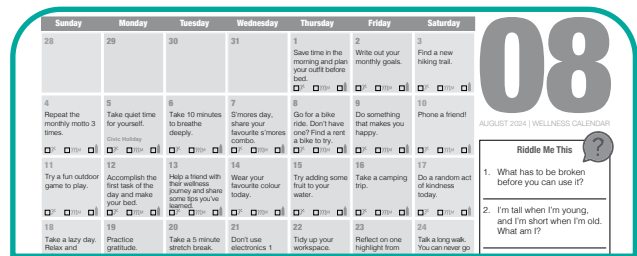 Sunday Monday Tuesday Wednesday Thursday Friday Saturday
28 29 30 31 1 2 3
Save time in the
morning and plan
your outfit before
bed.
Write out your
monthly goals.
Find a new
hiking trail.
4 5 6 7 8 9 10
Repeat the
monthly motto 3
times.
Take quiet time
for yourself.
Civic Holiday
Take 10 minutes
to breathe
deeply.
S'mores day,
share your
favourite s'mores
combo.
Go for a bike
ride. Don't have
one? Find a rent
a bike to try.
Do something
that makes you
happy.
Phone a friend!
11 12 13 14 15 16 17
Try a fun outdoor
game to play.
Accomplish the
first task of the
day and make
your bed.
Help a friend with
their wellness
journey and share
some tips you've
learned.
Wear your
favourite colour
today.
Try adding some
fruit to your
water.
Take a camping
trip.
Do a random act
of kindness
today.
18 19 20 21 22 23 24
Take a lazy day.
Relax and
Practice
gratitude.
Take a 5 minute
stretch break.
Don't use
electronics 1
Tidy up your
workspace.
Reflect on one
highlight from
Talk a long walk.
You can never go
08
AUGUST 2024 | WELLNESS CALENDAR
Riddle Me This
?
1. What has to be broken
before you can use it?
2. I'm tall when I'm young,
and I'm short when I'm old.
What am I?